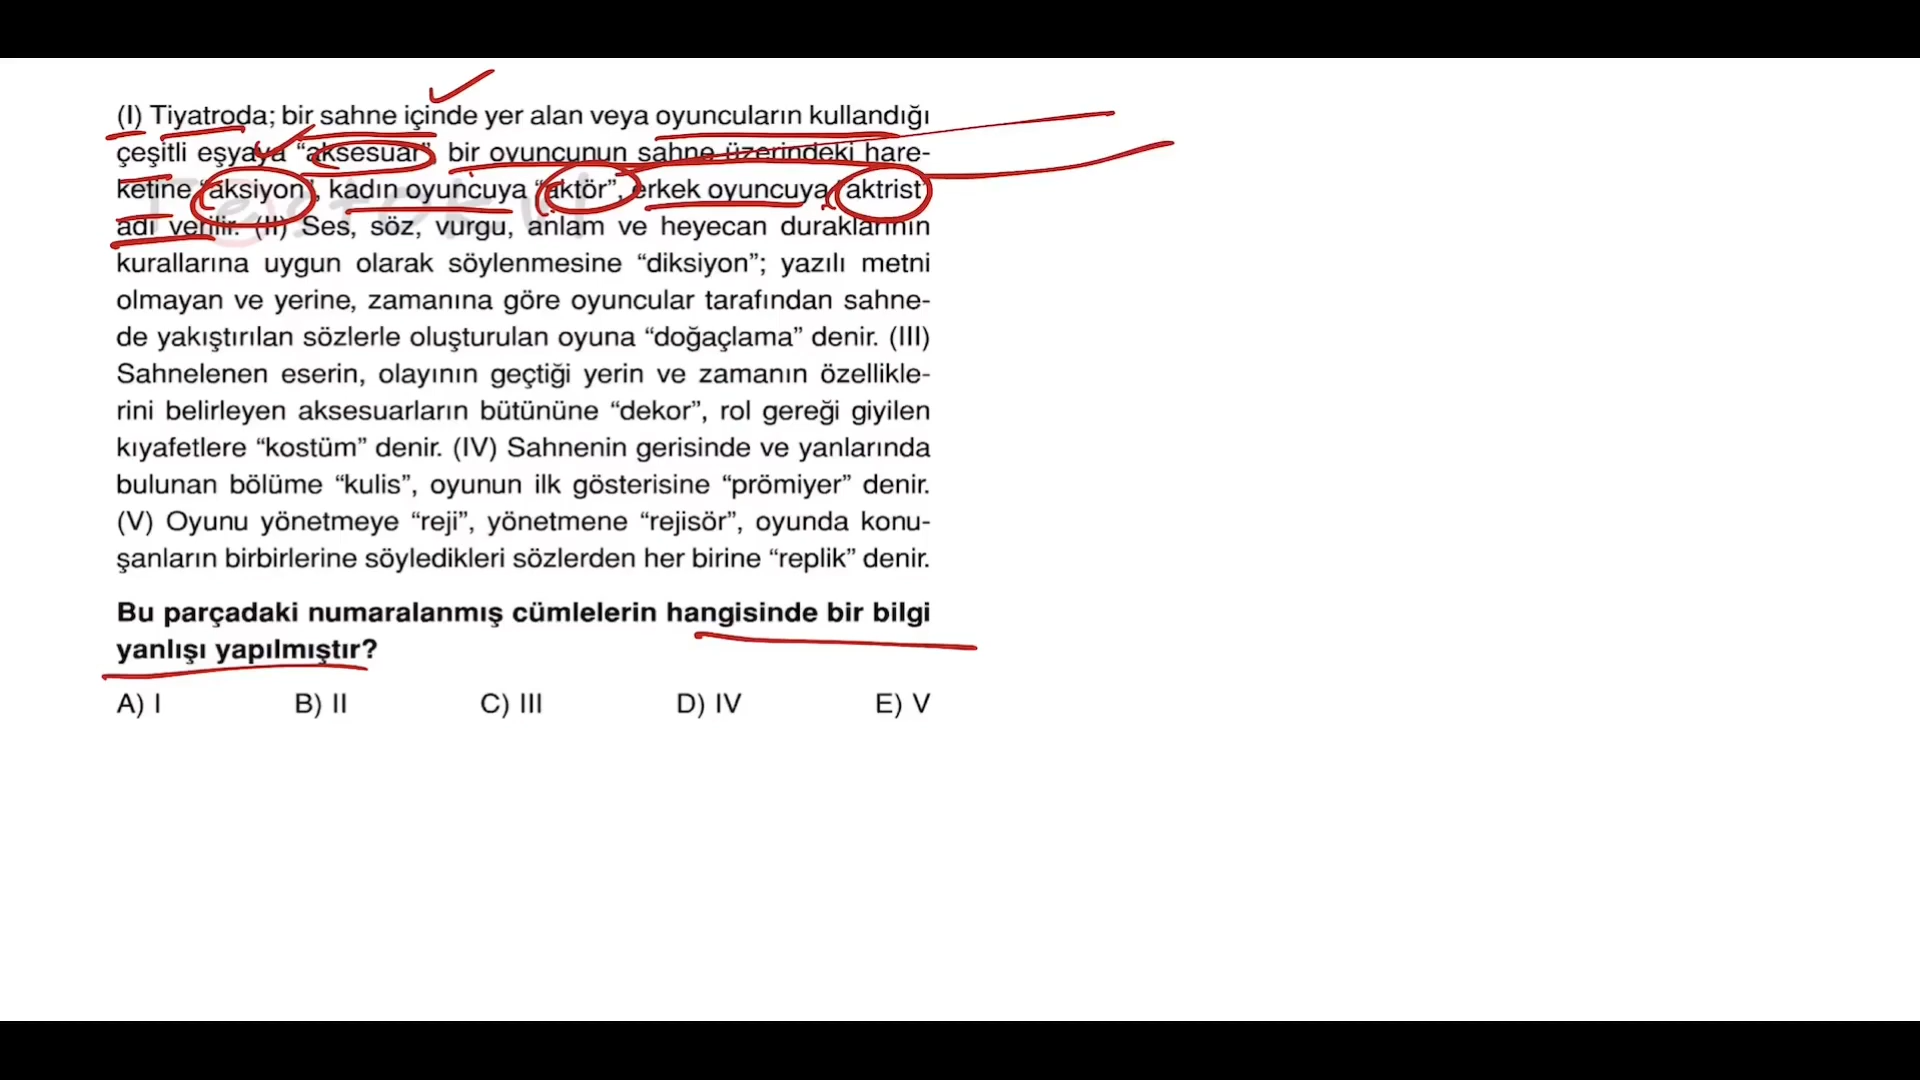 (I) Tiyatroda; bir sahne içinde yer alan veya oyuncuların kullandığı
çeşitli eşyaya “aksesuar”, bir oyuncunun sahne üzerindeki hare-
ketine “aksiyon”, kadın oyuncuya “aktör”, erkek oyuncuya “aktrist”
adı verilir. (II) Ses, söz, vurgu, anlam ve heyecan duraklarının
kurallarına uygun olarak söylenmesine “diksiyon”; yazılı metni
olmayan ve yerine, zamanına göre oyuncular tarafından sahne-
de yakıştırılan sözlerle oluşturulan oyuna “doğaçlama” denir. (III)
Sahnelenen eserin, olayının geçtiği yerin ve zamanın özellikle-
rini belirleyen aksesuarların bütününe “dekor”, rol gereği giyilen
kıyafetlere “kostüm” denir. (IV) Sahnenin gerisinde ve yanlarında
bulunan bölüme “kulis”, oyunun ilk gösterisine “prömiyer” denir.
(V) Oyunu yönetmeye “reji”, yönetmene “rejisör”, oyunda konu-
şanların birbirlerine söyledikleri sözlerden her birine “replik” denir.
Bu parçadaki numaralanmış cümlelerin hangisinde bir bilgi
yanlışı yapılmıştır?
A) I B) II C) III D) IV E) V